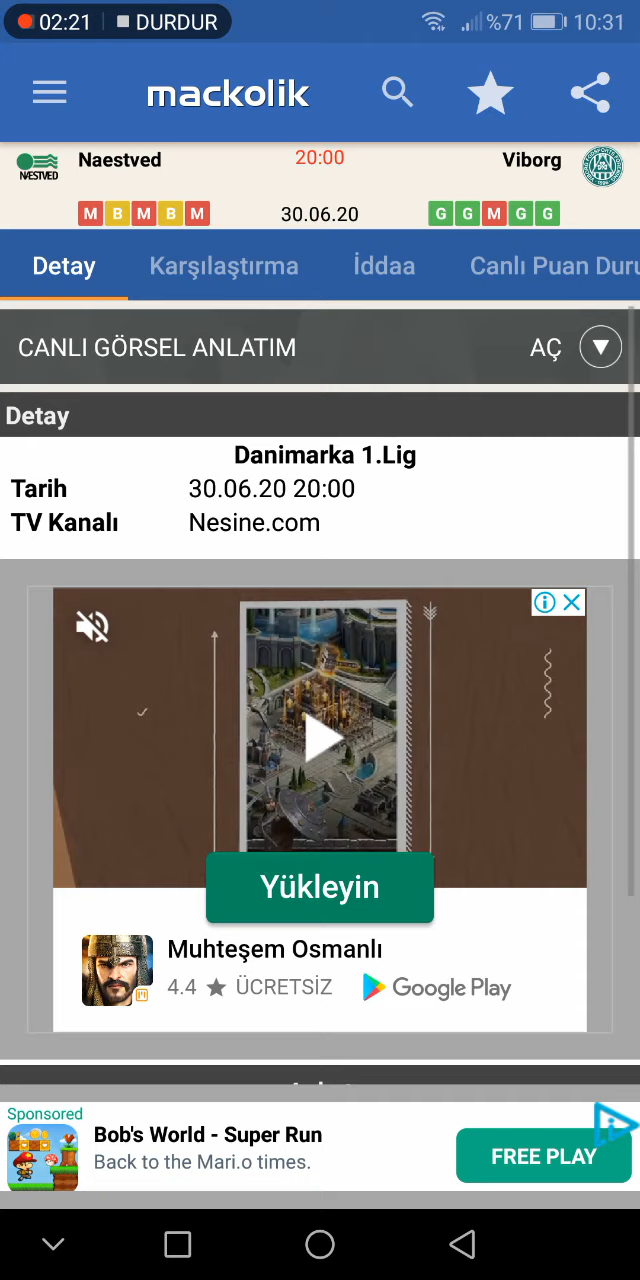 02:21 DURDUR %71 10:31
mackolik
Naestved 20:00 Viborg
NÆSTVED
M B M B M 30.06.20 G G M G G
Detay Karşılaştırma İddaa Canlı Puan Duru
CANLI GÖRSEL ANLATIM AÇ
Detay
Danimarka 1.Lig
Tarih 30.06.20 20:00
TV Kanalı Nesine.com
Yükleyin
Muhteşem Osmanlı
4.4 ★ ÜCRETSİZ Google Play
Sponsored
Bob's World - Super Run
Back to the Mari.o times.
FREE PLAY